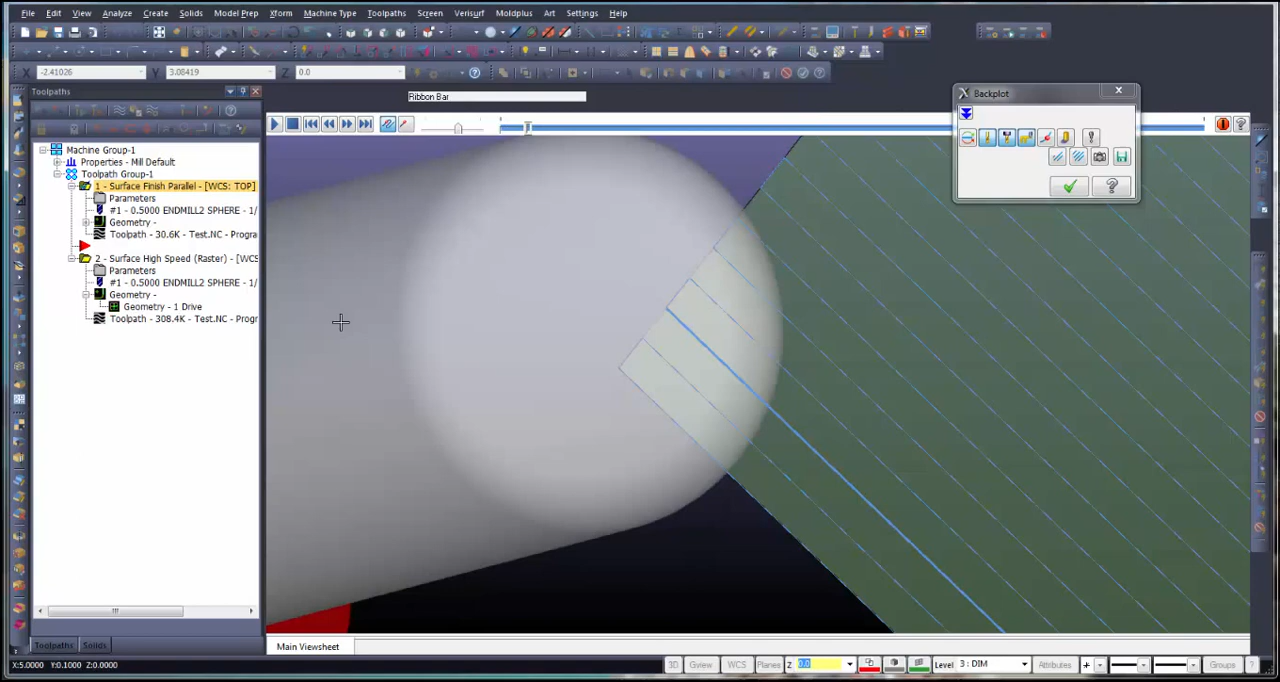 File Edit View Analyze Create Solids Model Prep Xform Machine Type Toolpaths Screen Verisurf Moldplus Art Settings Help
X -2.41026 Y 3.08419 Z 0.0
Toolpaths
Ribbon Bar
Backplot
Machine Group-1
Properties - Mill Default
Toolpath Group-1
1 - Surface Finish Parallel - [WCS: TOP]
Parameters
#1 - 0.5000 ENDMILL2 SPHERE - 1/
Geometry -
Toolpath - 30.6K - Test.NC - Progra
2 - Surface High Speed (Raster) - [WCS
Parameters
#1 - 0.5000 ENDMILL2 SPHERE - 1/
Geometry -
Geometry - 1 Drive
Toolpath - 308.4K - Test.NC - Progr
Toolpaths Solids
Main Viewsheet
X:5.0000 Y:0.1000 Z:0.0000
3D Gview WCS Planes Z 0.0 Level 3 : DIM Attributes Groups ?